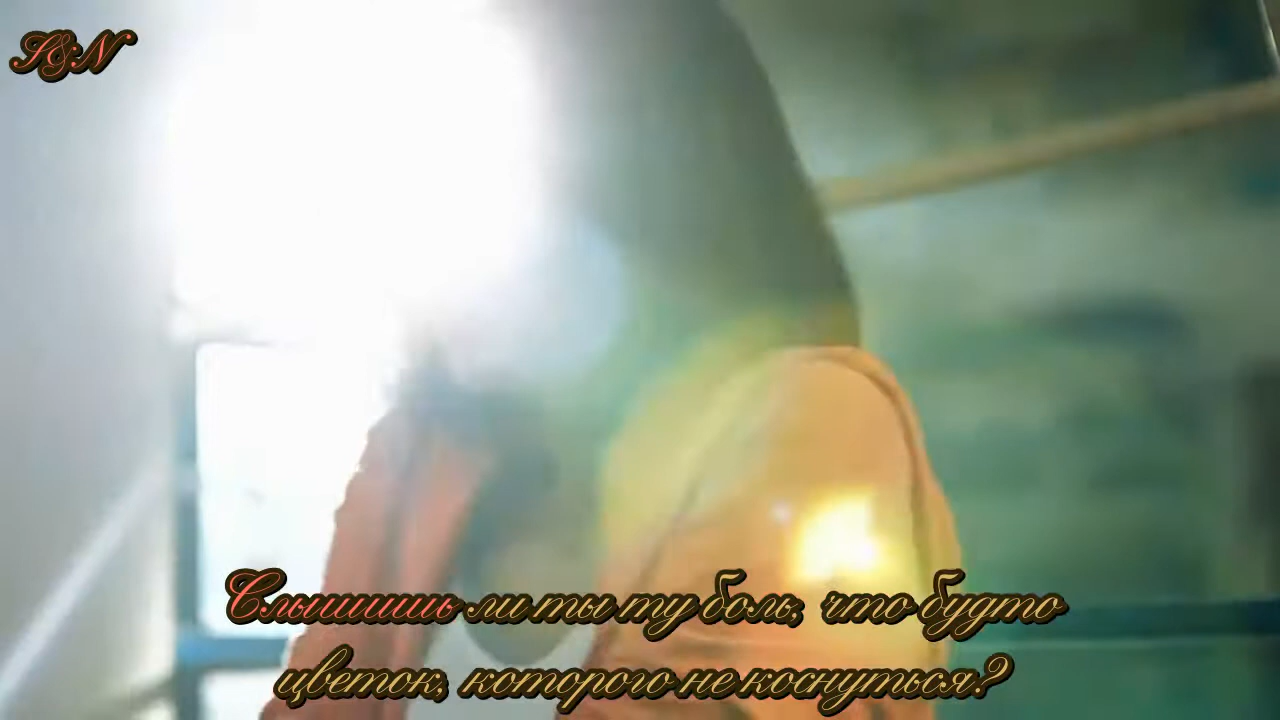 S&N
Слышишь ли ты ту боль, что будто
цветок, которого не коснуться?